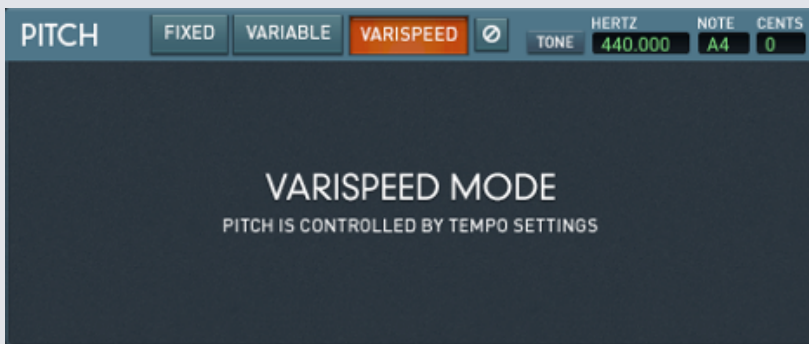 HERTZ NOTE CENTS
PITCH FIXED VARIABLE VARISPEED TONE 440.000 A4 0
VARISPEED MODE
PITCH IS CONTROLLED BY TEMPO SETTINGS